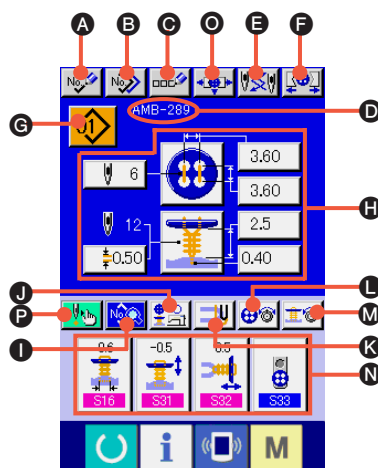 A B C O E F
No. No.
AMB-289 D
G 01
6 3.60
3.60
H
12 2.5
0.50 0.40
J L
P No. M
I K
0.6 -0.5 0.5 N
S16 S31 S32 S33
i M